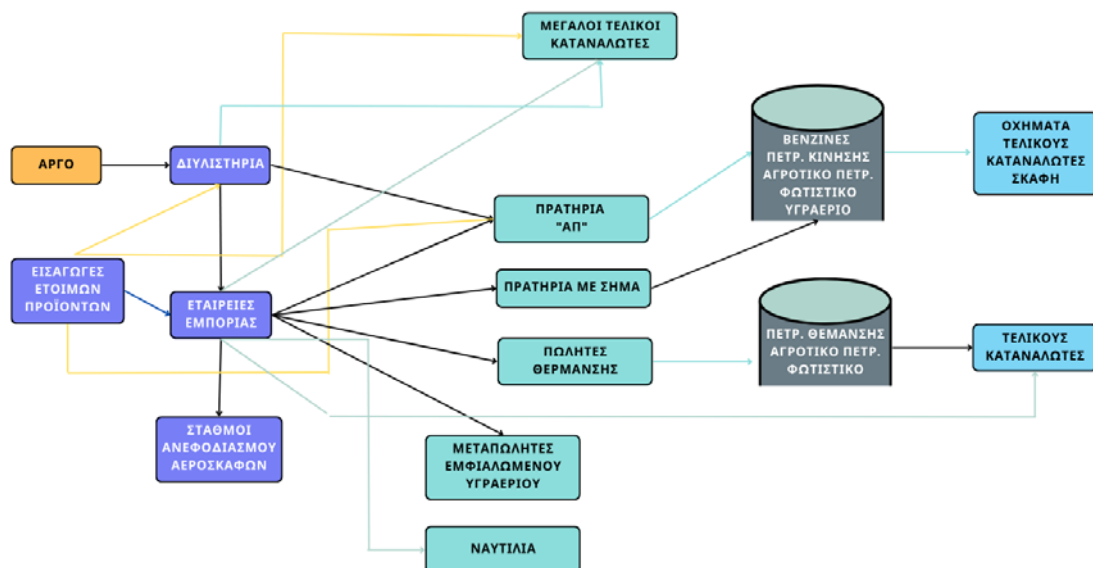 ΜΕΓΑΛΟΙ ΤΕΛΙΚΟΙ
ΚΑΤΑΝΑΛΩΤΕΣ
ΑΡΓΟ
ΔΙΥΛΙΣΤΗΡΙΑ
ΒΕΝΖΙΝΕΣ
ΠΕΤΡ. ΚΙΝΗΣΗΣ
ΑΓΡΟΤΙΚΟ ΠΕΤΡ.
ΦΩΤΙΣΤΙΚΟ
ΥΓΡΑΕΡΙΟ
ΟΧΗΜΑΤΑ
ΤΕΛΙΚΟΥΣ
ΚΑΤΑΝΑΛΩΤΕΣ
ΣΚΑΦΗ
ΠΡΑΤΗΡΙΑ
"ΑΠ"
ΕΙΣΑΓΩΓΕΣ
ΕΤΟΙΜΩΝ
ΠΡΟΪΟΝΤΩΝ
ΕΤΑΙΡΕΙΕΣ
ΕΜΠΟΡΙΑΣ
ΠΡΑΤΗΡΙΑ ΜΕ ΣΗΜΑ
ΠΩΛΗΤΕΣ
ΘΕΡΜΑΝΣΗΣ
ΠΕΤΡ. ΘΕΜΑΝΣΗΣ
ΑΓΡΟΤΙΚΟ ΠΕΤΡ.
ΦΩΤΙΣΤΙΚΟ
ΤΕΛΙΚΟΥΣ
ΚΑΤΑΝΑΛΩΤΕΣ
ΣΤΑΘΜΟΙ
ΑΝΕΦΟΔΙΑΣΜΟΥ
ΑΕΡΟΣΚΑΦΩΝ
ΜΕΤΑΠΩΛΗΤΕΣ
ΕΜΦΙΑΛΩΜΕΝΟΥ
ΥΓΡΑΕΡΙΟΥ
ΝΑΥΤΙΛΙΑ